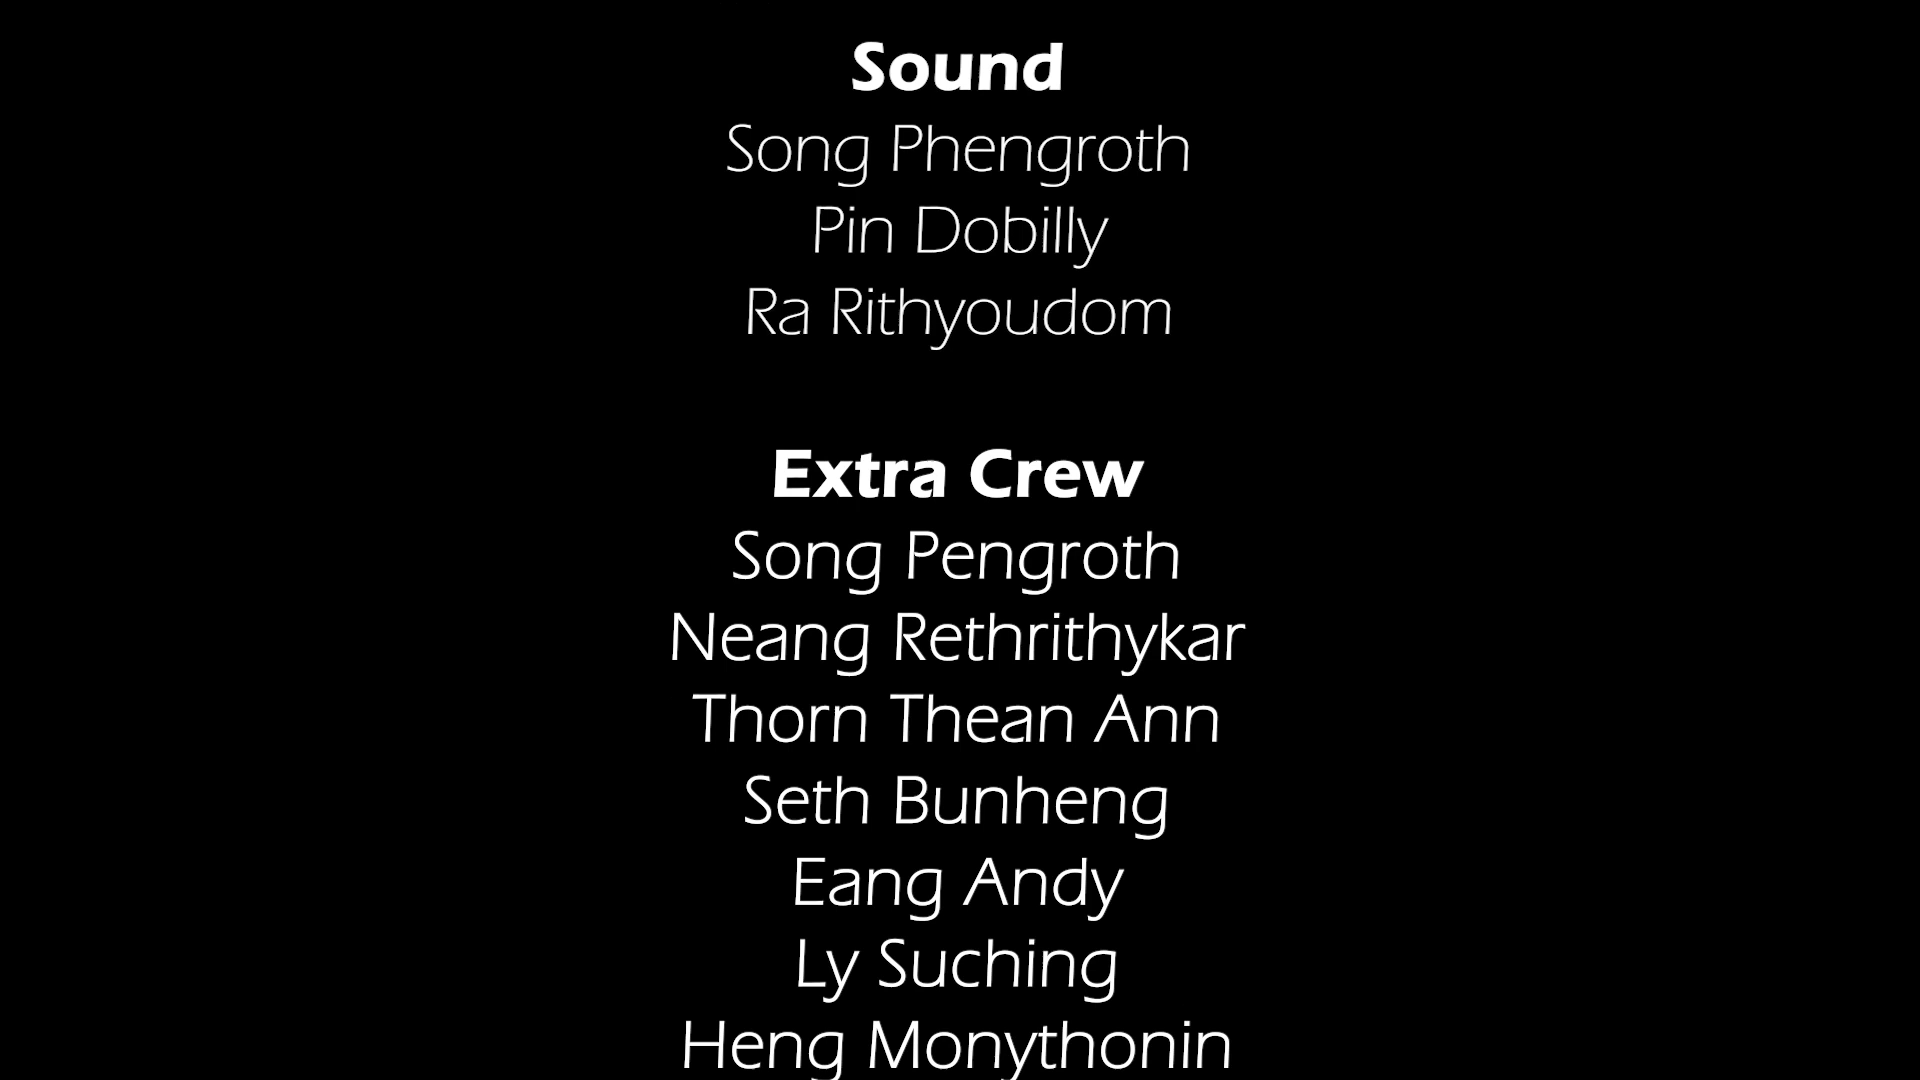 Sound
Song Phengroth
Pin Dobilly
Ra Rithyoudom
Extra Crew
Song Pengroth
Neang Rethrithykar
Thorn Thean Ann
Seth Bunheng
Eang Andy
Ly Suching
Heng Monythonin